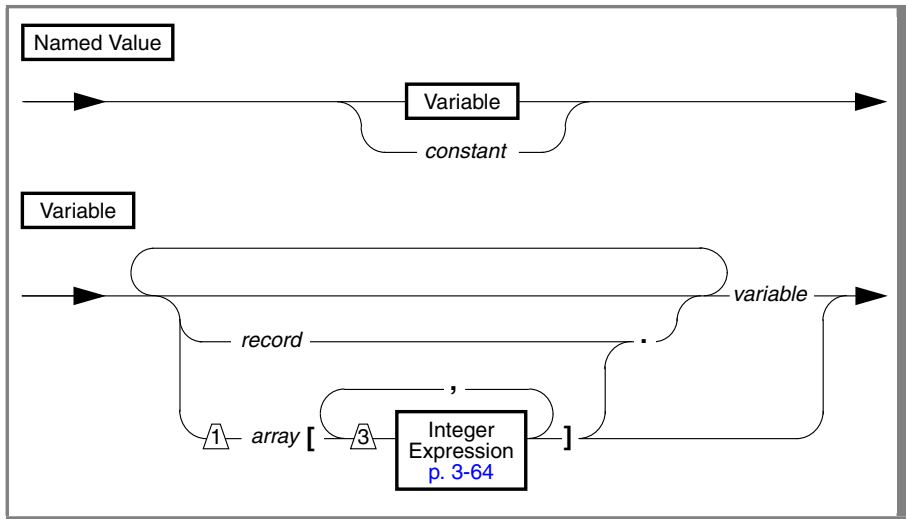 Named Value
Variable
constant
Variable
variable
record .
,
1 array [ 3 Integer Expression p. 3-64 ]